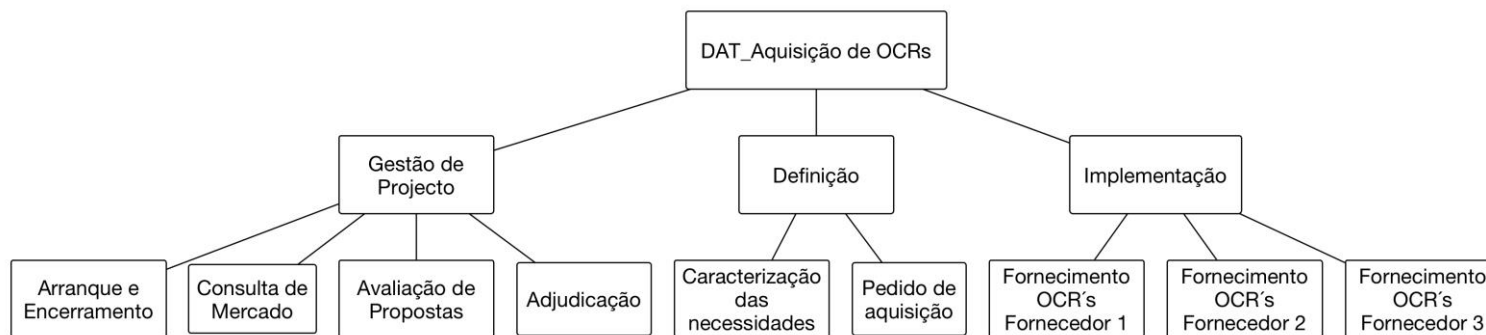 DAT_Aquisição de OCRs
Gestão de
Projecto
Definição
Implementação
Arranque e
Encerramento
Consulta de
Mercado
Avaliação de
Propostas
Adjudicação
Caracterização
das
necessidades
Pedido de
aquisição
Fornecimento
OCR´s
Fornecedor 1
Fornecimento
OCR´s
Fornecedor 2
Fornecimento
OCR´s
Fornecedor 3